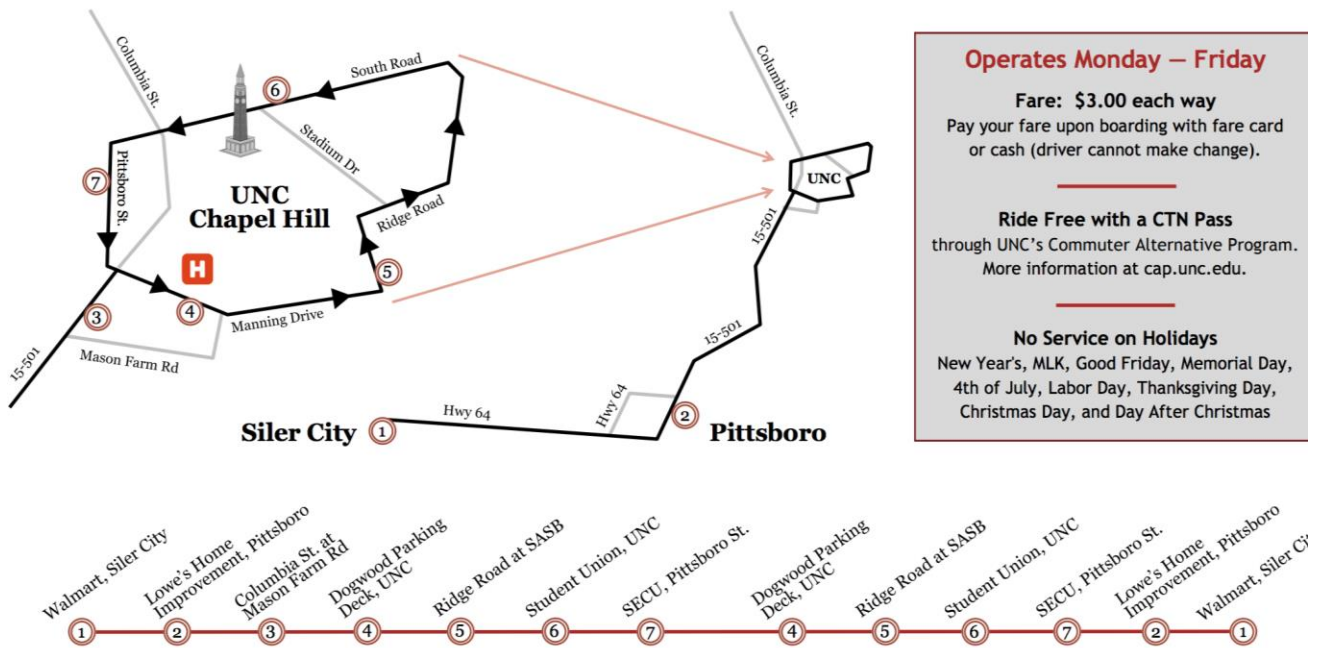 Columbia St.
South Road
6
Stadium Dr
Pittsboro St.
7
UNC
Chapel Hill
Ridge Road
H
5
3
4
Manning Drive
Mason Farm Rd
15-501
Columbia St.
UNC
15-501
15-501
Hwy 64
Hwy 64
Siler City
1
2
Pittsboro
Operates Monday — Friday
Fare: $3.00 each way
Pay your fare upon boarding with fare card
or cash (driver cannot make change).
Ride Free with a CTN Pass
through UNC's Commuter Alternative Program.
More information at cap.unc.edu.
No Service on Holidays
New Year's, MLK, Good Friday, Memorial Day,
4th of July, Labor Day, Thanksgiving Day,
Christmas Day, and Day After Christmas
Walmart, Siler City
Lowe's Home
Improvement, Pittsboro
Columbia St. at
Mason Farm Rd
Dogwood Parking
Deck, UNC
Ridge Road at SASB
Student Union, UNC
SECU, Pittsboro St.
Dogwood Parking
Deck, UNC
Ridge Road at SASB
Student Union, UNC
SECU, Pittsboro St.
Lowe's Home
Improvement, Pittsboro
Walmart, Siler Ci
1 2 3 4 5 6 7 4 5 6 7 2 1